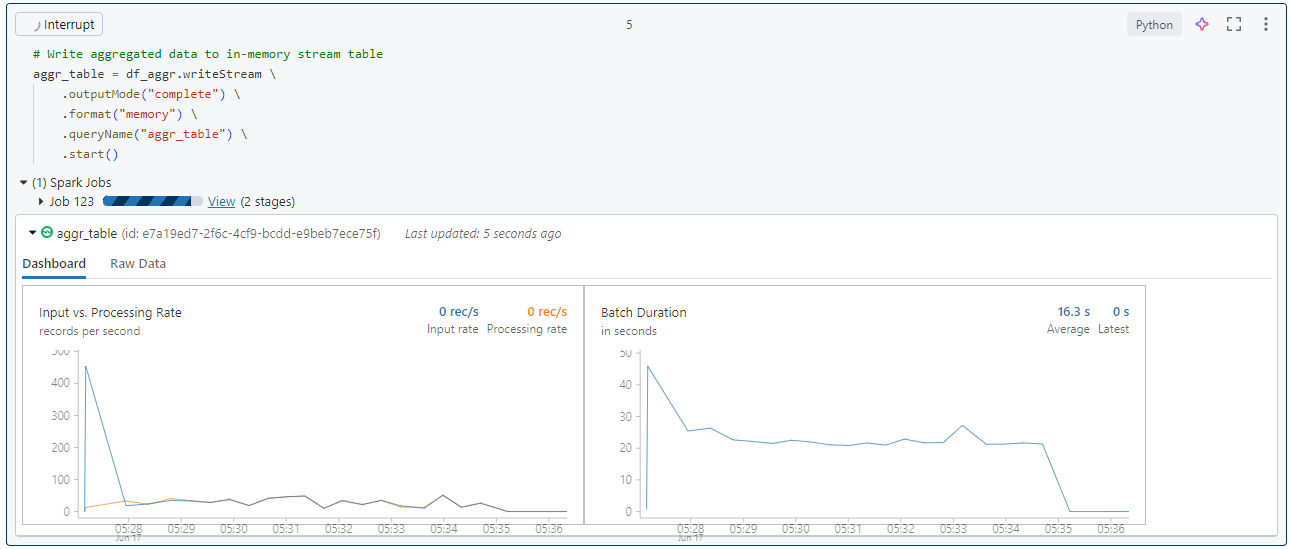 Interrupt
5
Python
# Write aggregated data to in-memory stream table
aggr_table = df_aggr.writeStream \
.outputMode("complete") \
.format("memory") \
.queryName("aggr_table") \
.start()
(1) Spark Jobs
Job 123 View (2 stages)
aggr_table (id: e7a19ed7-2f6c-4cf9-bcdd-e9beb7ece75f) Last updated: 5 seconds ago
Dashboard Raw Data
Input vs. Processing Rate 0 rec/s 0 rec/s
records per second Input rate Processing rate
500
400
300
200
100
0
05:28 05:29 05:30 05:31 05:32 05:33 05:34 05:35 05:36
Jun 17
Batch Duration 16.3 s 0 s
in seconds Average Latest
50
40
30
20
10
0
05:28 05:29 05:30 05:31 05:32 05:33 05:34 05:35 05:36
Jun 17